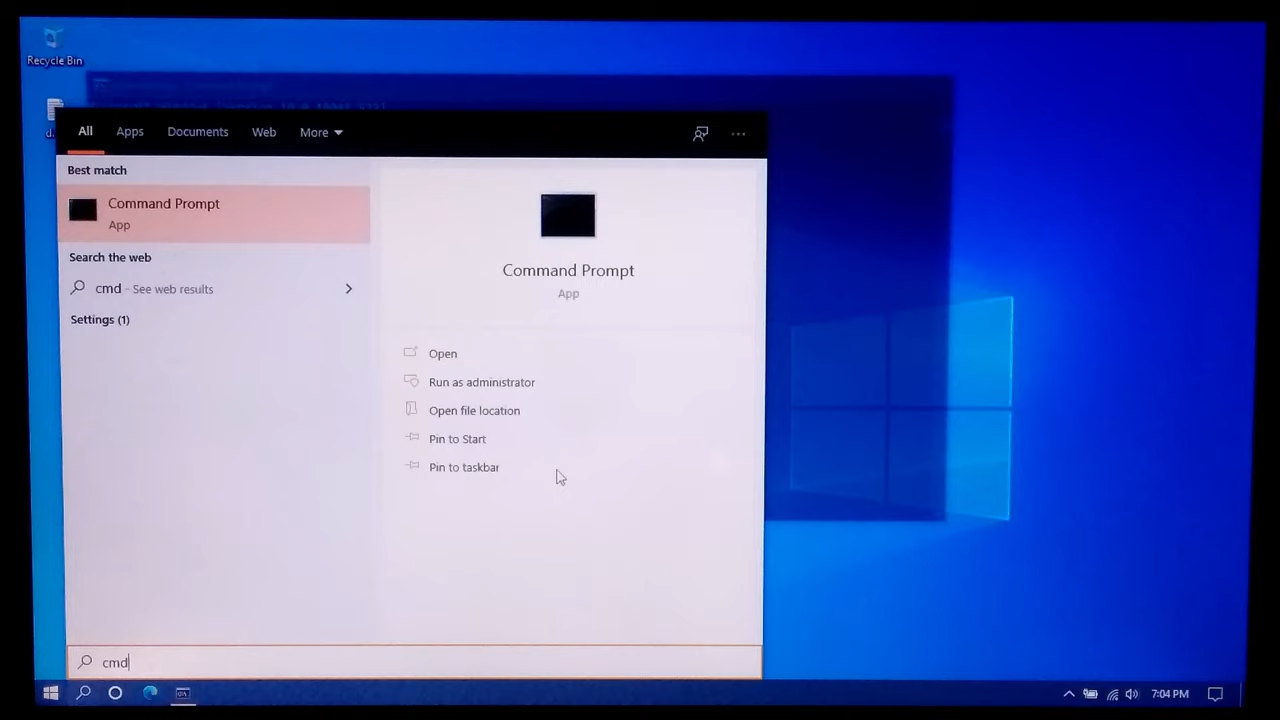 Recycle Bin
All Apps Documents Web More
Best match
Command Prompt
App
Search the web
cmd - See web results
Settings (1)
Command Prompt
App
Open
Run as administrator
Open file location
Pin to Start
Pin to taskbar
cmd
7:04 PM